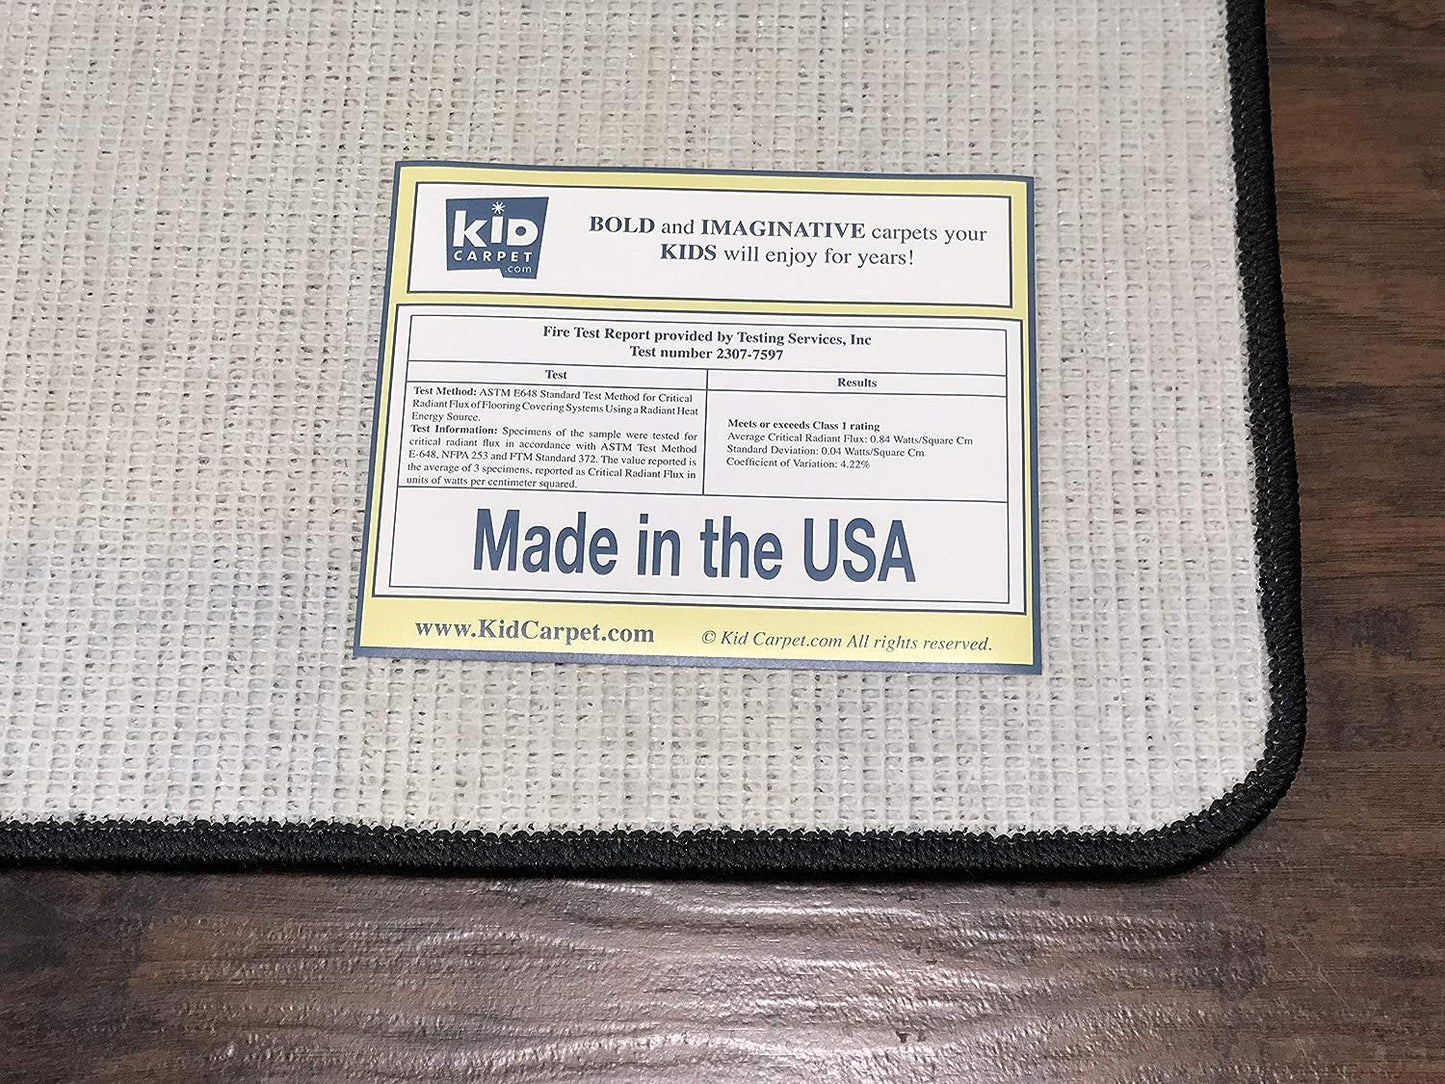 KID
CARPET
.com
BOLD and IMAGINATIVE carpets your
KIDS will enjoy for years!
Fire Test Report provided by Testing Services, Inc
Test number 2307-7597
Test
Results
Test Method: ASTM E648 Standard Test Method for Critical
Radiant Flux of Flooring Covering Systems Using a Radiant Heat
Energy Source.
Test Information: Specimens of the sample were tested for
critical radiant flux in accordance with ASTM Test Method
E-648, NFPA 253 and FTM Standard 372. The value reported is
the average of 3 specimens, reported as Critical Radiant Flux in
units of watts per centimeter squared.
Meets or exceeds Class 1 rating
Average Critical Radiant Flux: 0.84 Watts/Square Cm
Standard Deviation: 0.04 Watts/Square Cm
Coefficient of Variation: 4.22%
Made in the USA
www.KidCarpet.com
© Kid Carpet.com All rights reserved.